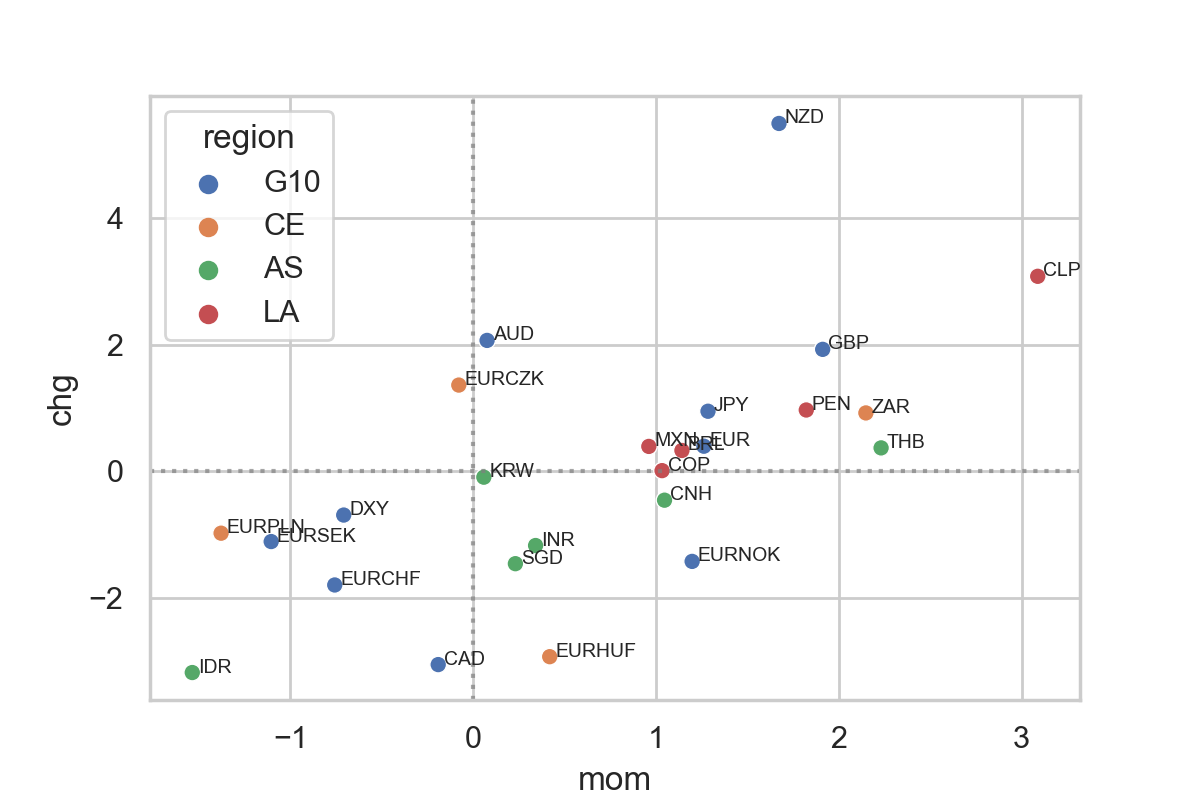 region
G10
CE
AS
LA
NZD
CLP
AUD
GBP
EURCZK
JPY
PEN
ZAR
MXN
BRL
EUR
THB
COP
KRW
CNH
DXY
EURPLN
EURSEK
INR
SGD
EURNOK
EURCHF
CAD
EURHUF
IDR
4
2
0
−2
chg
−1
0
1
2
3
mom